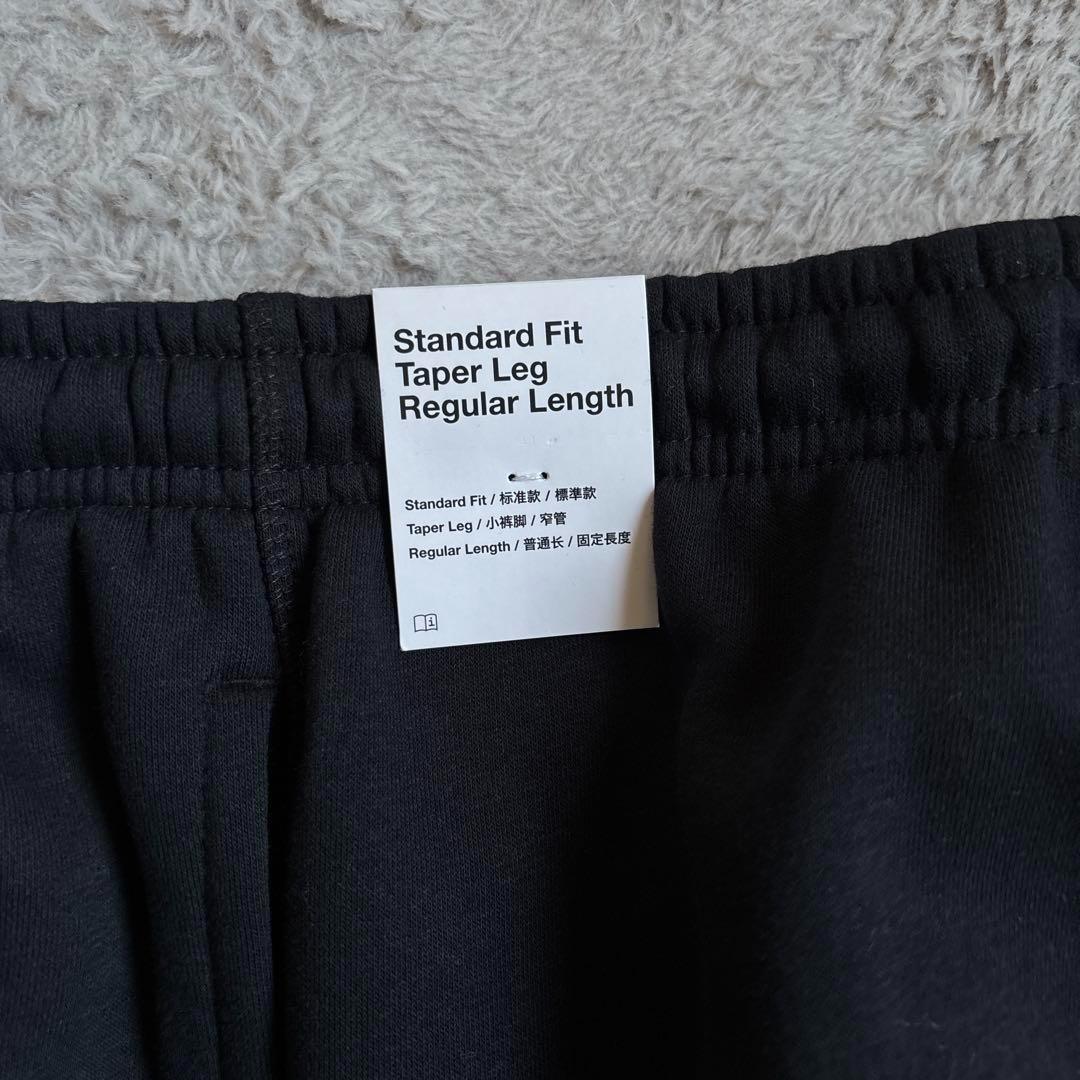 Standard Fit
Taper Leg
Regular Length
Standard Fit / 标准款 / 標準款
Taper Leg / 小裤脚 / 窄管
Regular Length / 普通长 / 固定長度
i